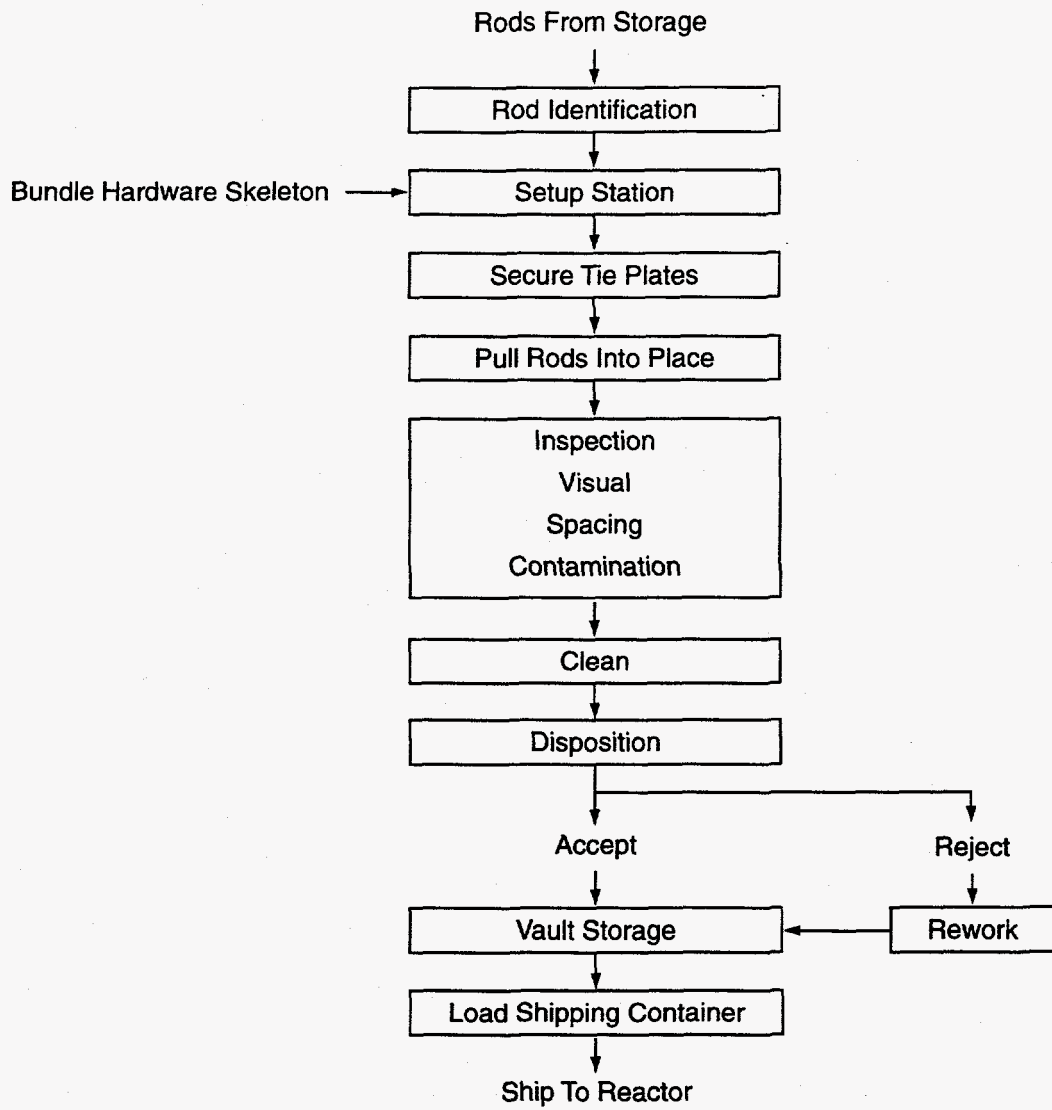 Rods From Storage
Rod Identification
Bundle Hardware Skeleton
Setup Station
Secure Tie Plates
Pull Rods Into Place
Inspection
Visual
Spacing
Contamination
Clean
Disposition
Accept
Reject
Vault Storage
Rework
Load Shipping Container
Ship To Reactor